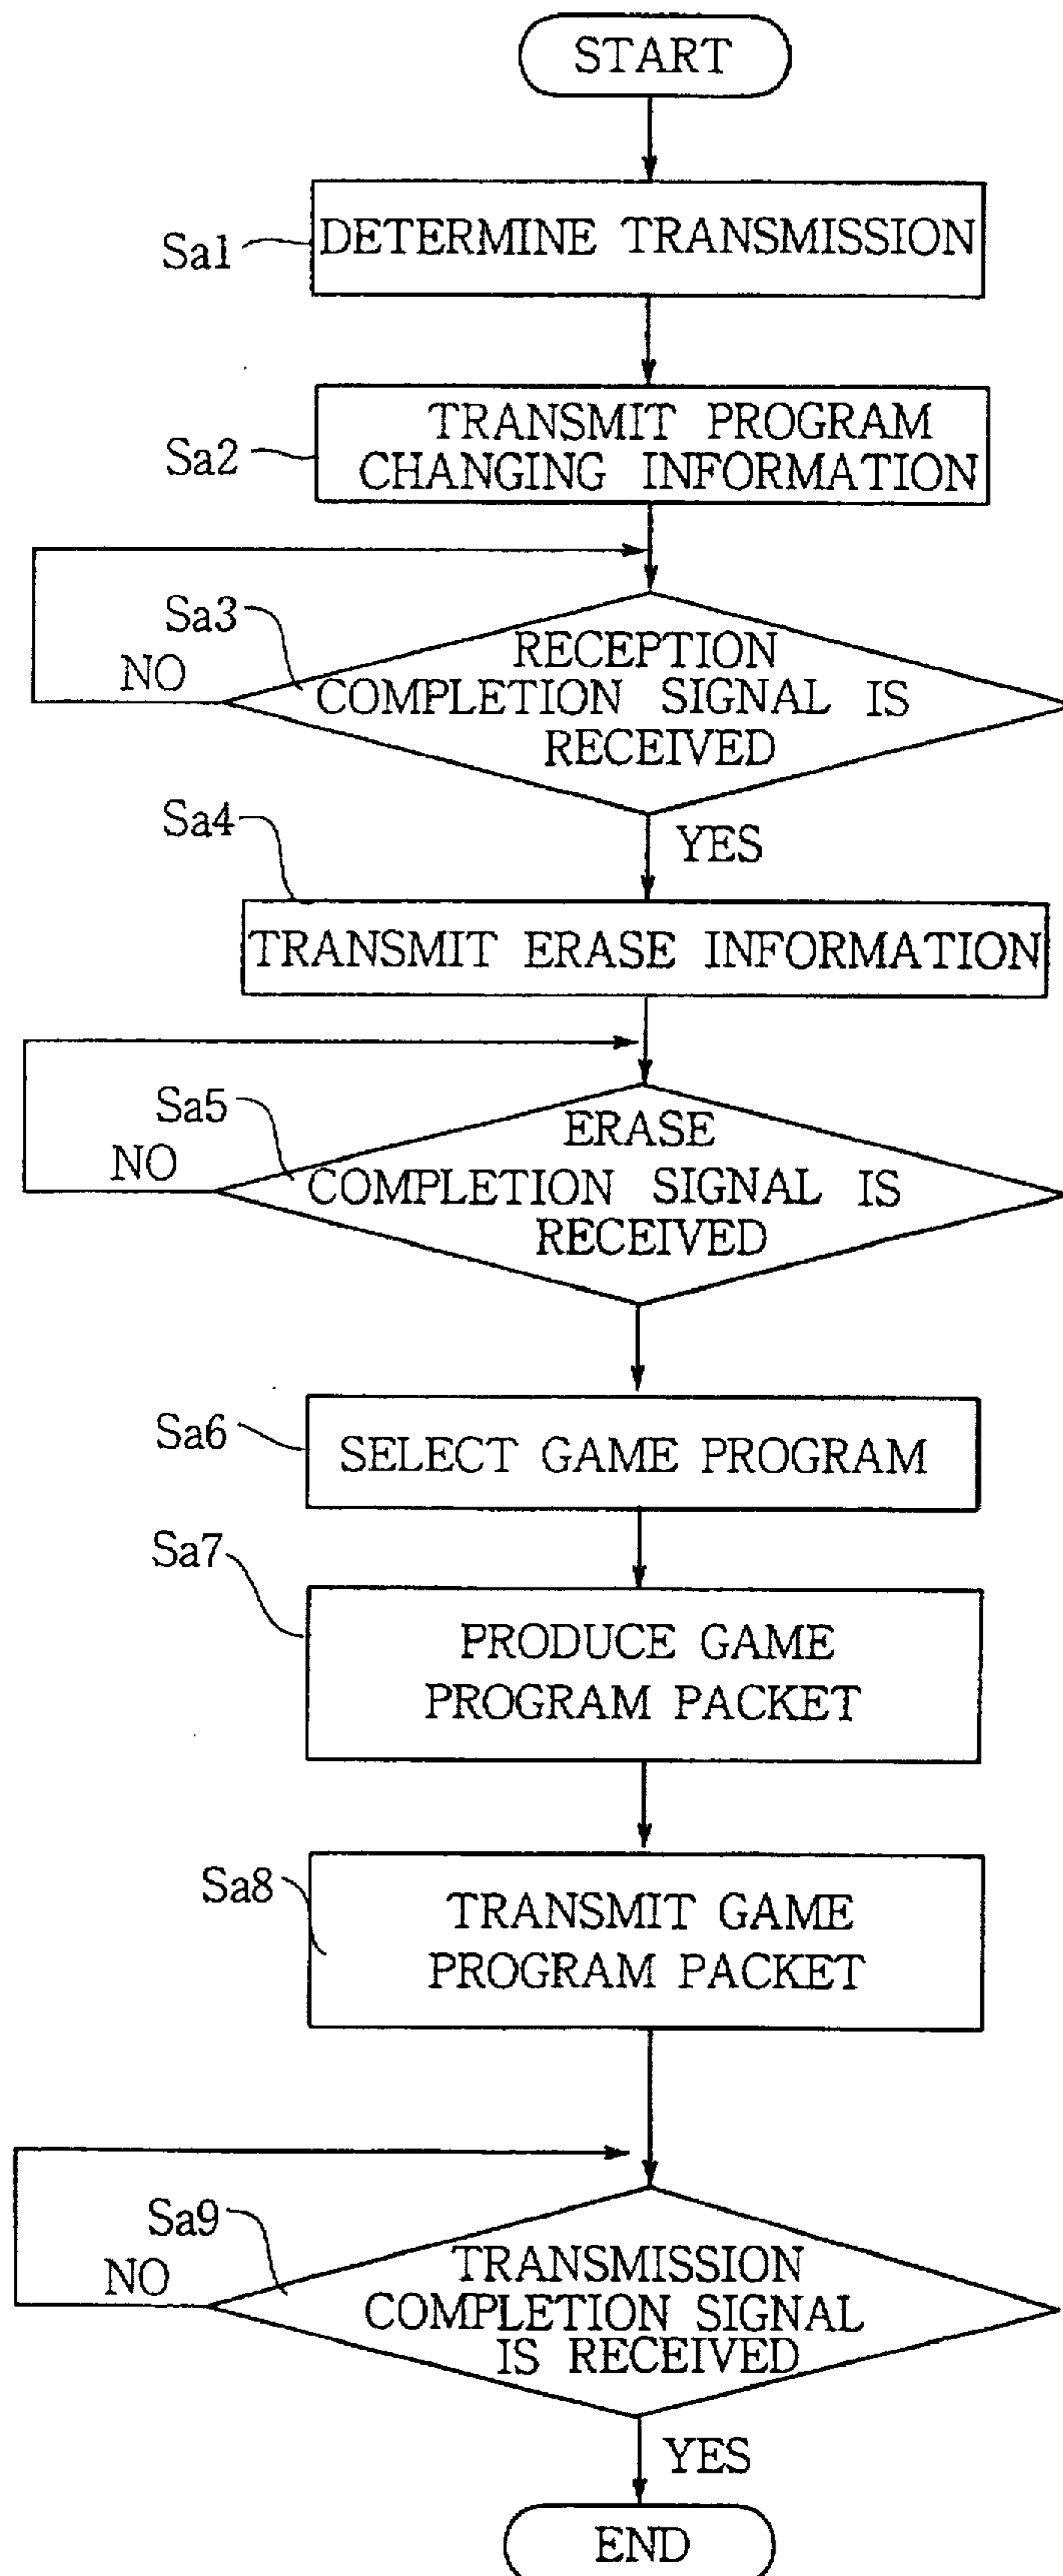 START
Sa1
DETERMINE TRANSMISSION
Sa2
TRANSMIT PROGRAM
CHANGING INFORMATION
Sa3
NO
RECEPTION
COMPLETION SIGNAL IS
RECEIVED
YES
Sa4
TRANSMIT ERASE INFORMATION
Sa5
NO
ERASE
COMPLETION SIGNAL IS
RECEIVED
Sa6
SELECT GAME PROGRAM
Sa7
PRODUCE GAME
PROGRAM PACKET
Sa8
TRANSMIT GAME
PROGRAM PACKET
Sa9
NO
TRANSMISSION
COMPLETION SIGNAL
IS RECEIVED
YES
END